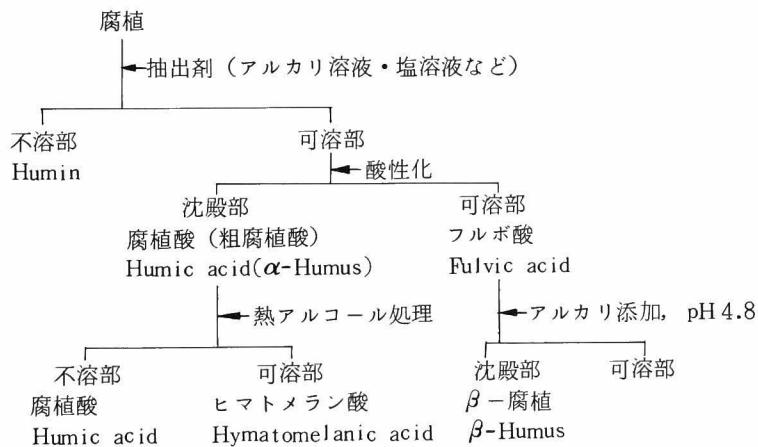 腐植
抽出剤（アルカリ溶液・塩溶液など）
不溶部 可溶部
Humin
酸性化
沈殿部 可溶部
腐植酸（粗腐植酸） フルボ酸
Humic acid(α-Humus) Fulvic acid
熱アルコール処理 アルカリ添加，pH 4.8
不溶部 可溶部 沈殿部 可溶部
腐植酸 ヒマトメラン酸 β－腐植
Humic acid Hymatomelanic acid β-Humus